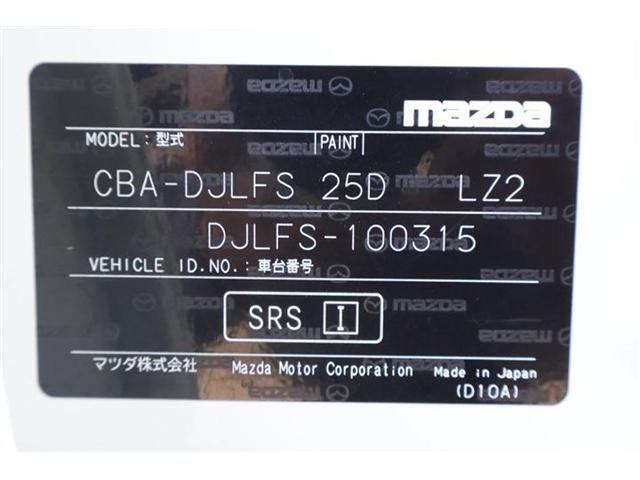 mazda
MODEL: 型式 PAINT
CBA-DJLFS 25D LZ2
DJLFS-100315
VEHICLE ID.NO.: 車台番号
SRS I
マツダ株式会社 Mazda Motor Corporation Made in Japan
(D10A)